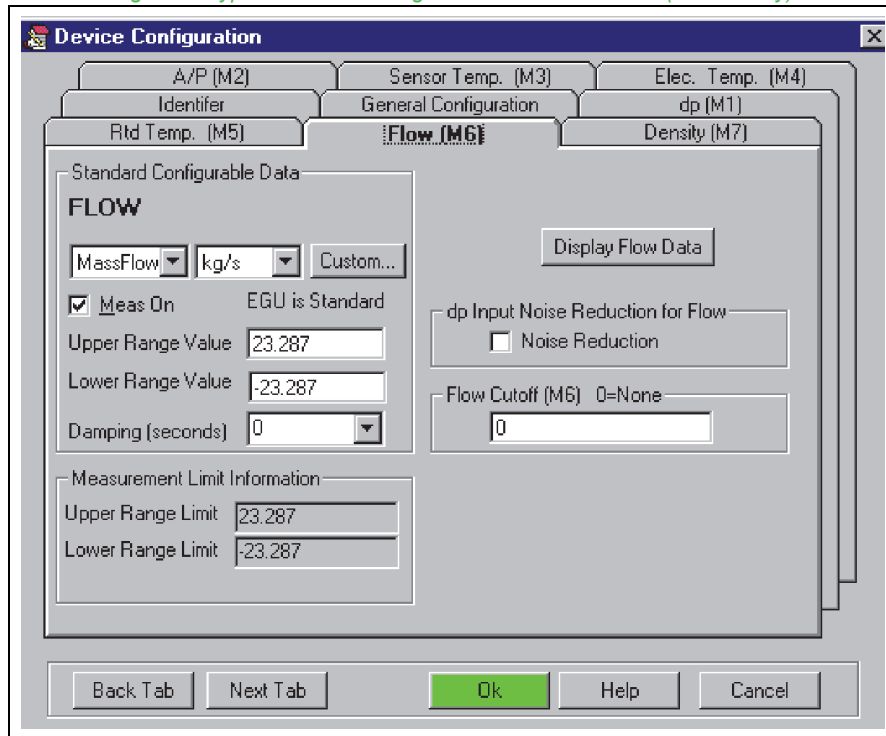 Device Configuration
A/P (M2) Sensor Temp. (M3) Elec. Temp. (M4)
Identifer General Configuration dp (M1)
Rtd Temp. (M5) Flow (M6) Density (M7)
Standard Configurable Data
FLOW
MassFlow kg/s Custom...
Meas On EGU is Standard
Upper Range Value 23.287
Lower Range Value -23.287
Damping (seconds) 0
Measurement Limit Information
Upper Range Limit 23.287
Lower Range Limit -23.287
Display Flow Data
dp Input Noise Reduction for Flow
Noise Reduction
Flow Cutoff (M6) 0=None
0
Back Tab Next Tab Ok Help Cancel